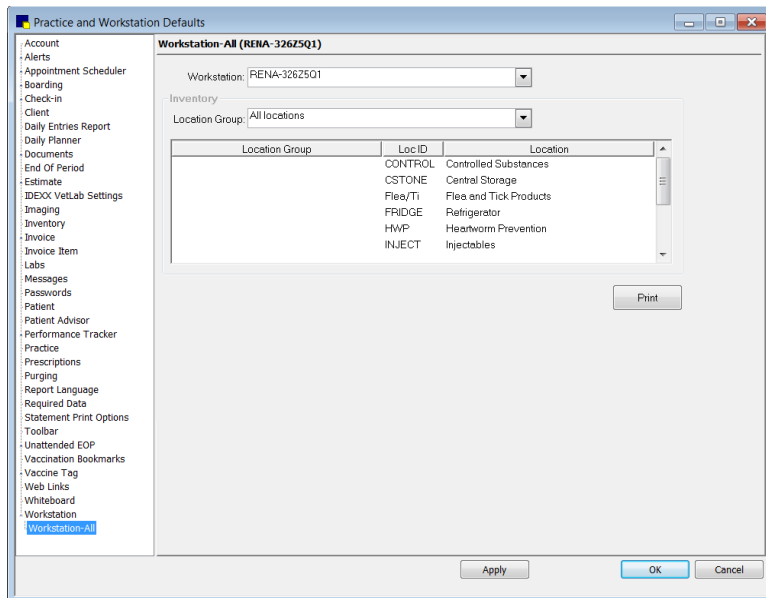 Practice and Workstation Defaults
Account
Alerts
Appointment Scheduler
Boarding
Check-in
Client
Daily Entries Report
Daily Planner
Documents
End Of Period
Estimate
IDEXX VetLab Settings
Imaging
Inventory
Invoice
Invoice Item
Labs
Messages
Passwords
Patient
Patient Advisor
Performance Tracker
Practice
Prescriptions
Purging
Report Language
Required Data
Statement Print Options
Toolbar
Unattended EOP
Vaccination Bookmarks
Vaccine Tag
Web Links
Whiteboard
Workstation
Workstation-All
Workstation-All (RENA-326Z5Q1)
Workstation: RENA-326Z5Q1
Inventory
Location Group: All locations
Location Group Loc ID Location
CONTROL Controlled Substances
CSTONE Central Storage
Flea/Ti Flea and Tick Products
FRIDGE Refrigerator
HWP Heartworm Prevention
INJECT Injectables
Print
Apply OK Cancel